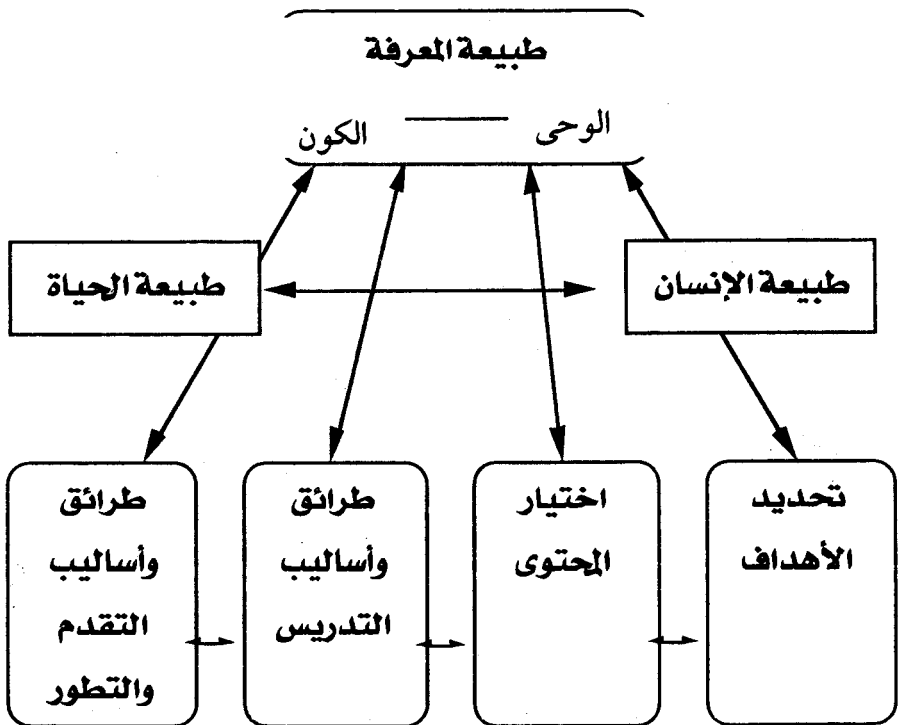 طبيعة المعرفة
الوحى
الكون
طبيعة الإنسان
طبيعة الحياة
تحديد
الأهداف
اختيار
المحتوى
طرائق
وأساليب
التدريس
طرائق
وأساليب
التقدم
والتطور